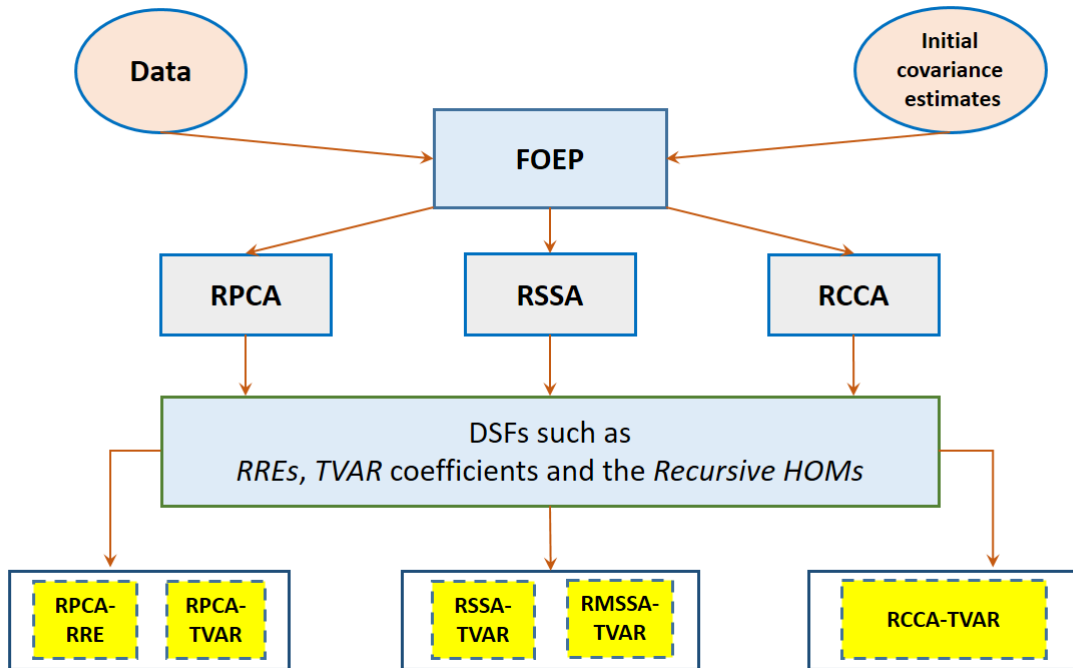 Data
Initial
covariance
estimates
FOEP
RPCA
RSSA
RCCA
DSFs such as
RREs, TVAR coefficients and the Recursive HOMs
RPCA-
RRE
RPCA-
TVAR
RSSA-
TVAR
RMSSA-
TVAR
RCCA-TVAR